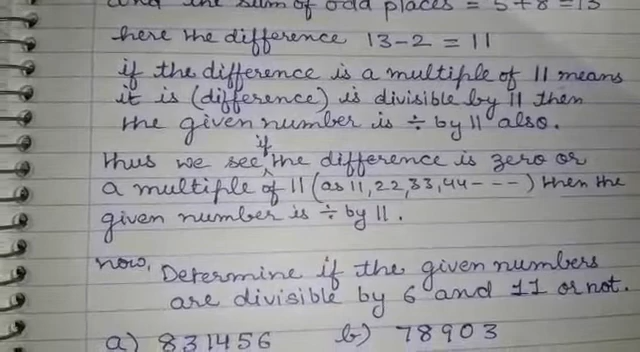 and the sum of odd places = 5+8 = 13
here the difference 13-2 = 11
if the difference is a multiple of 11 means
it is (difference) is divisible by 11 then
the given number is ÷ by 11 also.
thus we see if the difference is zero or
a multiple of 11 (as 11,22,33,44----) then the
given number is ÷ by 11.
now, Determine if the given numbers
are divisible by 6 and 11 or not.
a) 831456 b) 78903